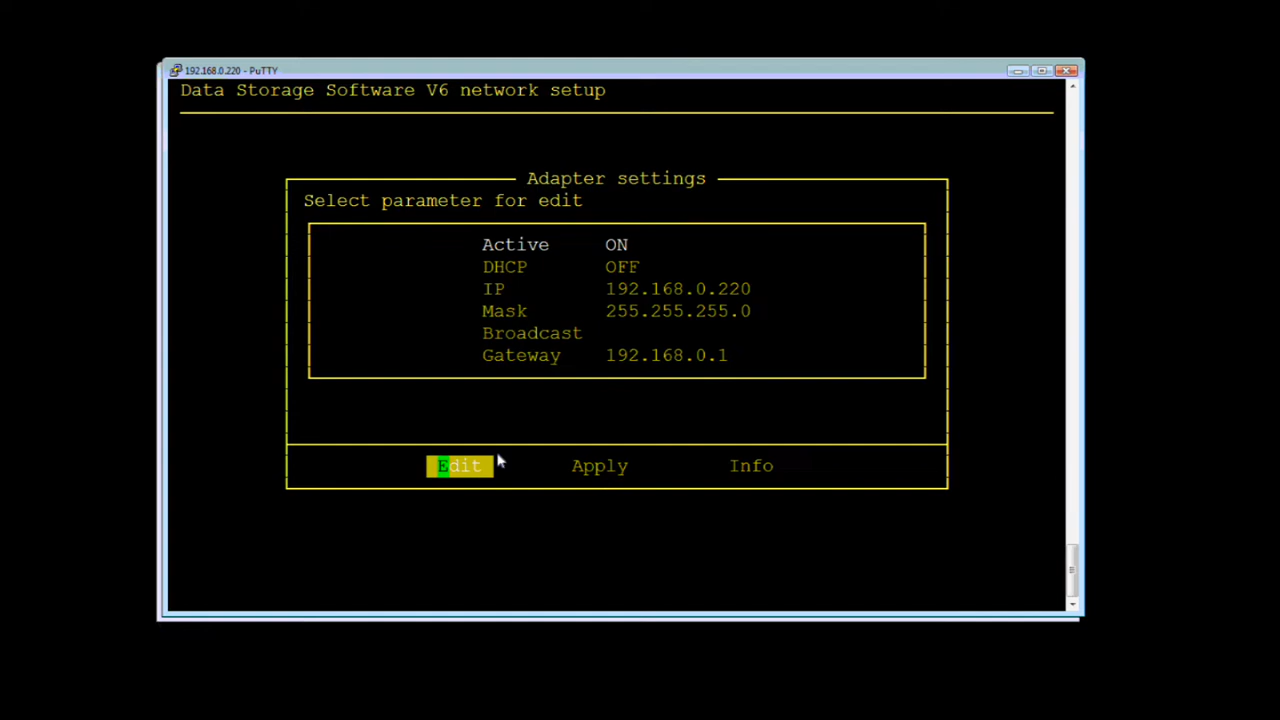 192.168.0.220 - PuTTY
Data Storage Software V6 network setup
Adapter settings
Select parameter for edit
Active ON
DHCP OFF
IP 192.168.0.220
Mask 255.255.255.0
Broadcast
Gateway 192.168.0.1
Edit Apply Info